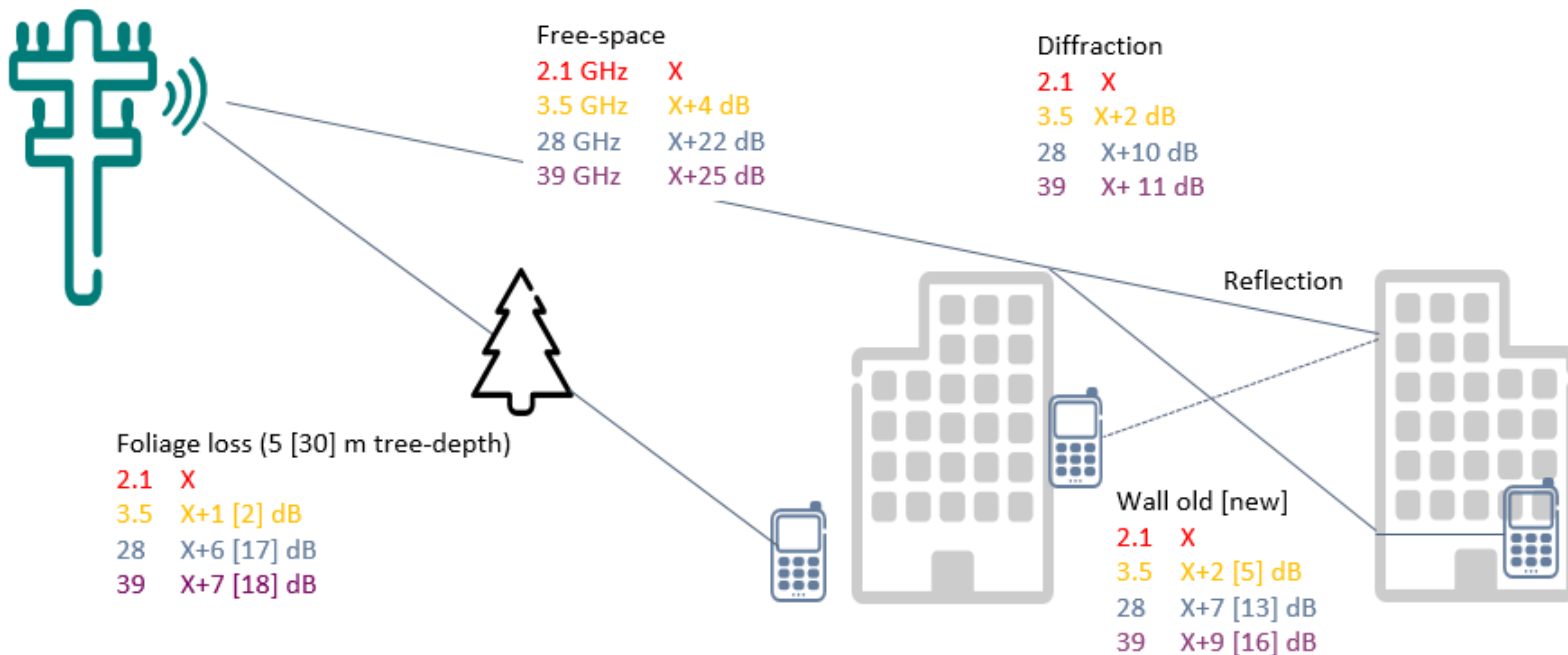 Free-space
2.1 GHz X
3.5 GHz X+4 dB
28 GHz X+22 dB
39 GHz X+25 dB
Diffraction
2.1 X
3.5 X+2 dB
28 X+10 dB
39 X+ 11 dB
Reflection
Foliage loss (5 [30] m tree-depth)
2.1 X
3.5 X+1 [2] dB
28 X+6 [17] dB
39 X+7 [18] dB
Wall old [new]
2.1 X
3.5 X+2 [5] dB
28 X+7 [13] dB
39 X+9 [16] dB